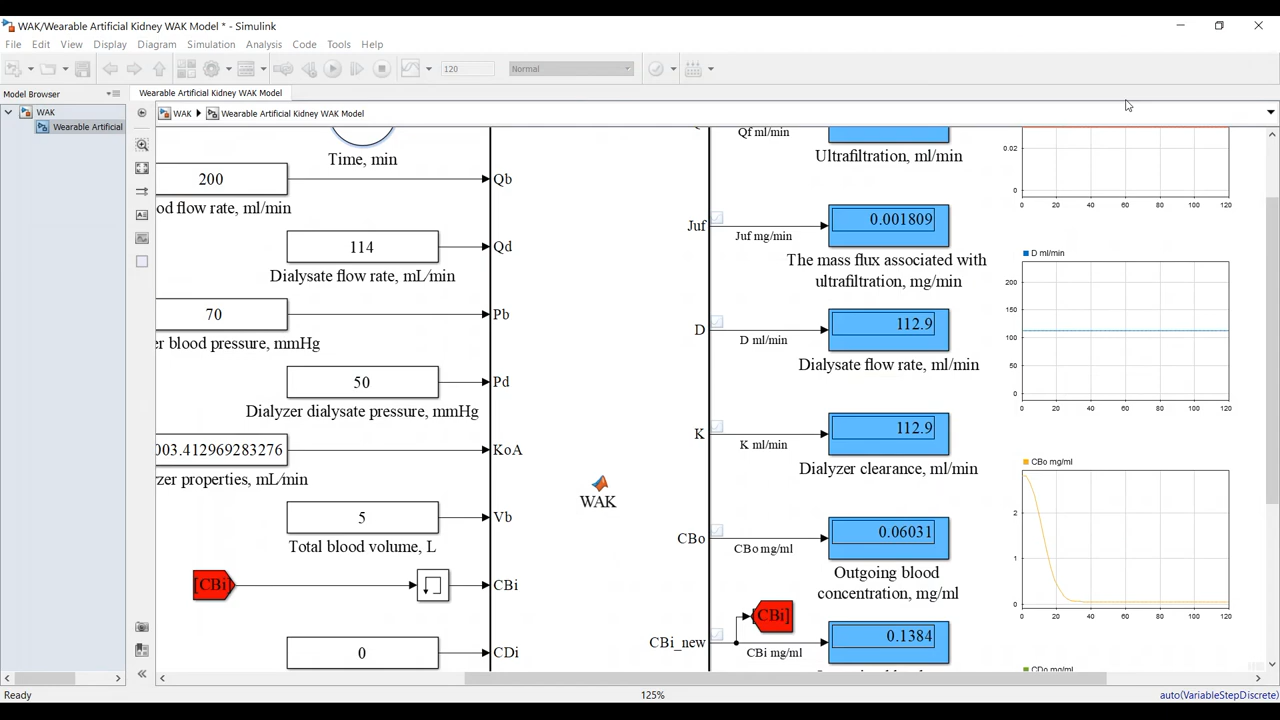 WAK/Wearable Artificial Kidney WAK Model * - Simulink
File Edit View Display Diagram Simulation Analysis Code Tools Help
120
Normal
Model Browser
Wearable Artificial Kidney WAK Model
WAK
Wearable Artificial
WAK
Wearable Artificial Kidney WAK Model
Time, min
200
od flow rate, ml/min
Qb
114
Dialysate flow rate, mL/min
Qd
70
er blood pressure, mmHg
Pb
50
Dialyzer dialysate pressure, mmHg
Pd
003.412969283276
zer properties, mL/min
KoA
5
Total blood volume, L
Vb
[CBi]
CBi
0
CDi
WAK
Qf ml/min
Ultrafiltration, ml/min
Juf
Juf mg/min
0.001809
The mass flux associated with
ultrafiltration, mg/min
D
D ml/min
112.9
Dialysate flow rate, ml/min
K
K ml/min
112.9
Dialyzer clearance, ml/min
CBo
CBo mg/ml
0.06031
Outgoing blood
concentration, mg/ml
[CBi]
CBi_new
CBi mg/ml
0.1384
0.02
0
0 20 40 60 80 100 120
D ml/min
200
150
100
50
0
0 20 40 60 80 100 120
CBo mg/ml
2
1
0
0 20 40 60 80 100 120
CDo mg/ml
Ready
125%
auto(VariableStepDiscrete)